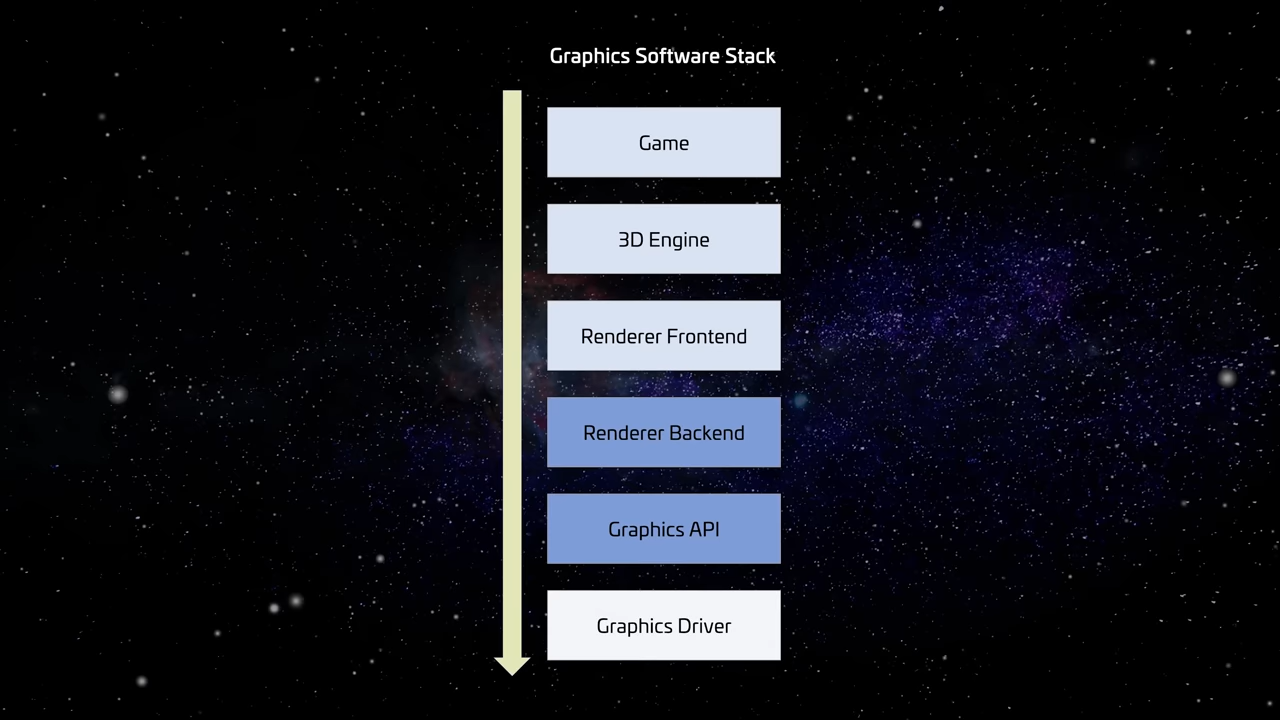 Graphics Software Stack
Game
3D Engine
Renderer Frontend
Renderer Backend
Graphics API
Graphics Driver